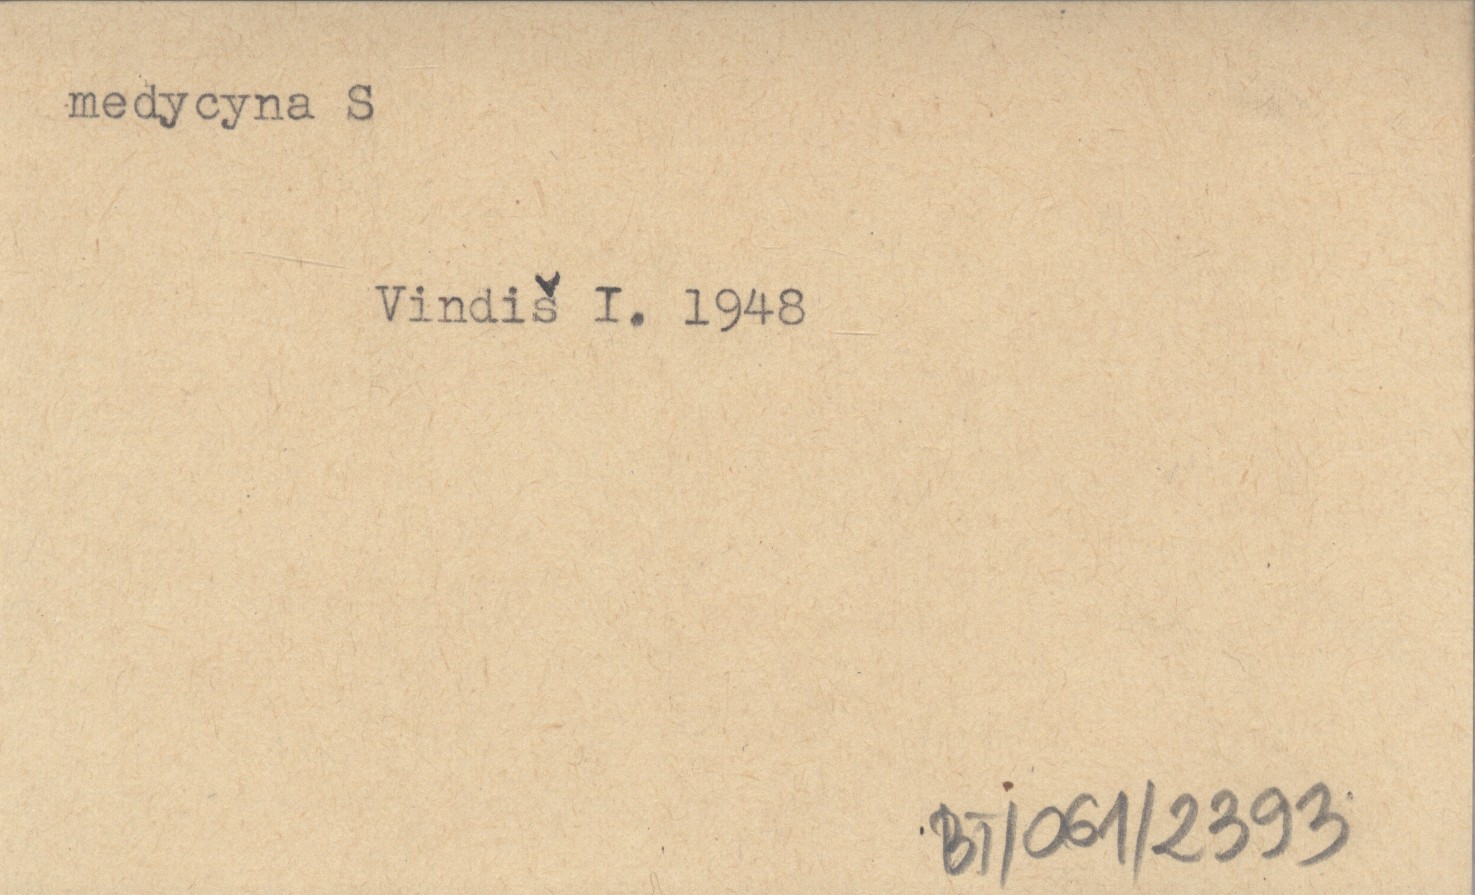 medycyna S
Vindiš I. 1948
BT/061/2393